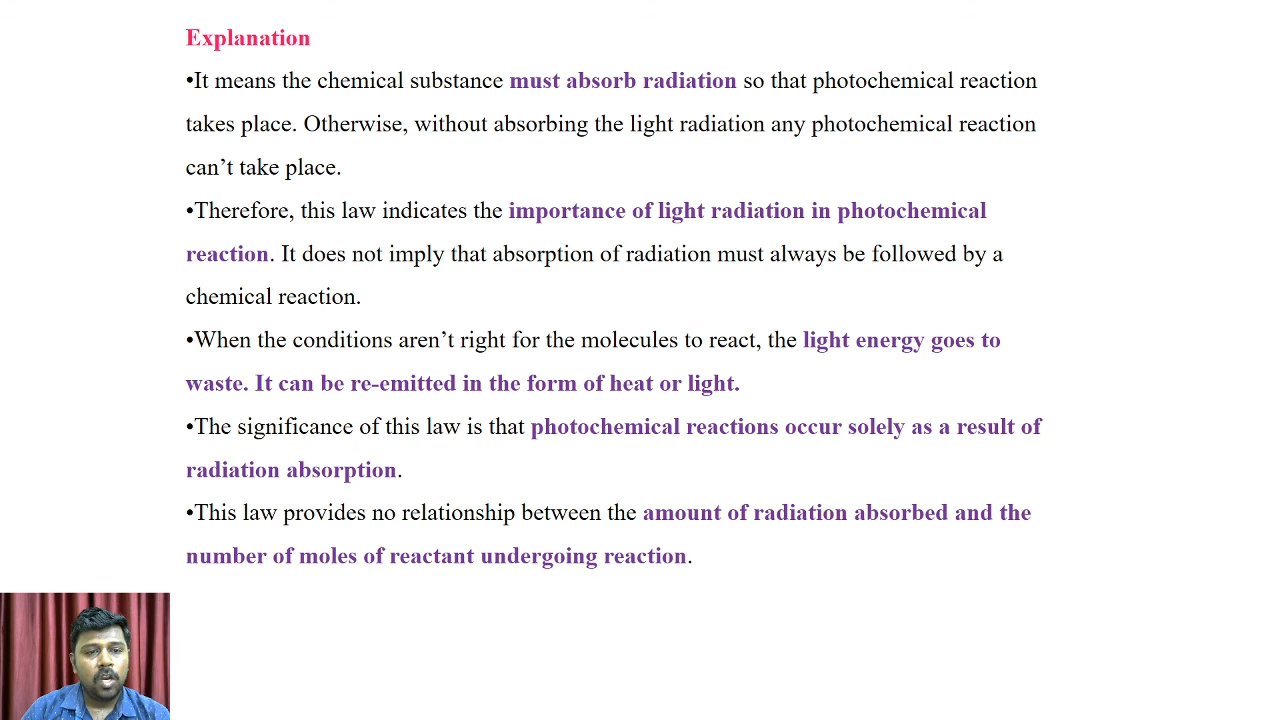 Explanation
•It means the chemical substance must absorb radiation so that photochemical reaction
takes place. Otherwise, without absorbing the light radiation any photochemical reaction
can’t take place.
•Therefore, this law indicates the importance of light radiation in photochemical
reaction. It does not imply that absorption of radiation must always be followed by a
chemical reaction.
•When the conditions aren’t right for the molecules to react, the light energy goes to
waste. It can be re-emitted in the form of heat or light.
•The significance of this law is that photochemical reactions occur solely as a result of
radiation absorption.
•This law provides no relationship between the amount of radiation absorbed and the
number of moles of reactant undergoing reaction.